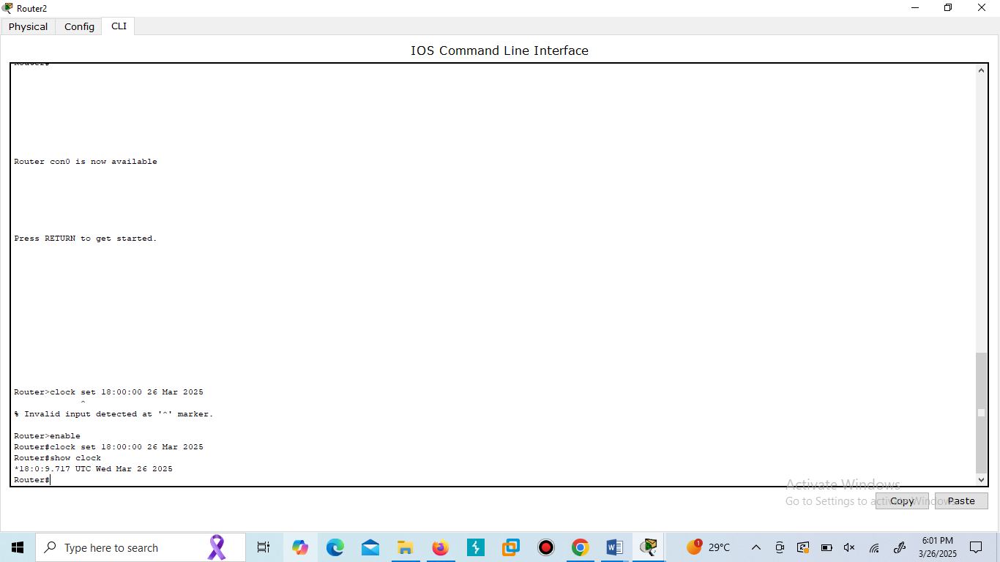 Router2
Physical Config CLI
IOS Command Line Interface
Router#
Router con0 is now available
Press RETURN to get started.
Router>clock set 18:00:00 26 Mar 2025
^
% Invalid input detected at '^' marker.
Router>enable
Router#clock set 18:00:00 26 Mar 2025
Router#show clock
*18:0:9.717 UTC Wed Mar 26 2025
Router#
Activate Windows
Go to Settings to activate Windows.
Copy Paste
Type here to search
1
29°C
6:01 PM
3/26/2025